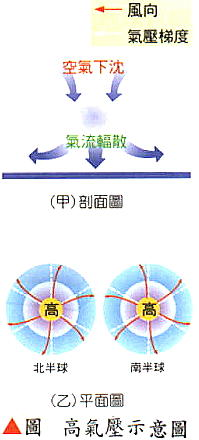 風向
氣壓梯度
空氣下沈
氣流輻散
(甲)剖面圖
高
高
北半球
南半球
(乙)平面圖
▲圖 高氣壓示意圖